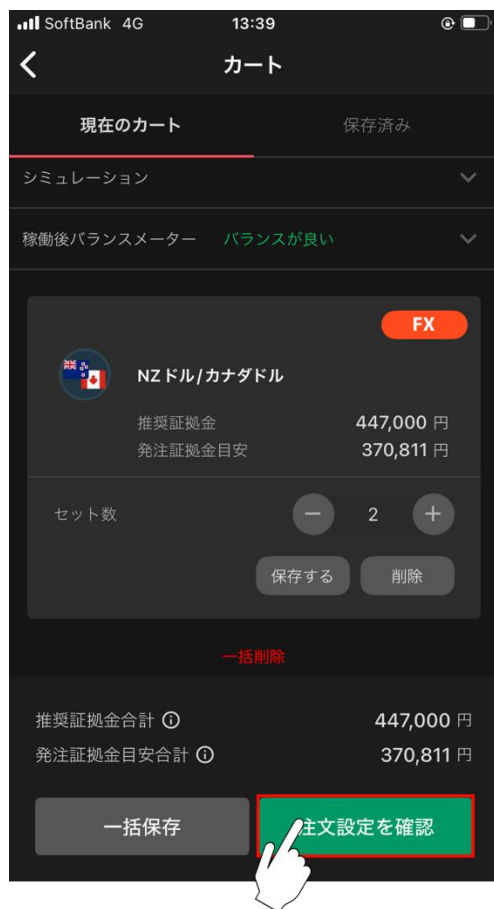 SoftBank 4G 13:39
カート
現在のカート 保存済み
シミュレーション
稼働後バランスメーター バランスが良い
FX
NZドル/カナダドル
推奨証拠金 447,000 円
発注証拠金目安 370,811 円
セット数 2
保存する 削除
一括削除
推奨証拠金合計 447,000 円
発注証拠金目安合計 370,811 円
一括保存 文設定を確認